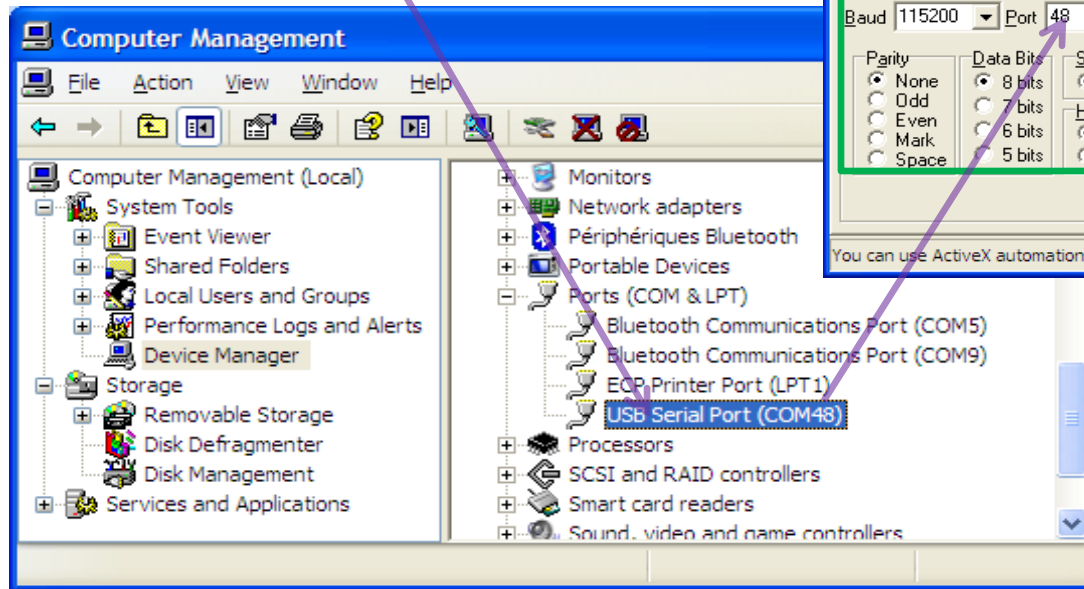 Computer Management
File Action View Window Help
Computer Management (Local)
System Tools
Event Viewer
Shared Folders
Local Users and Groups
Performance Logs and Alerts
Device Manager
Storage
Removable Storage
Disk Defragmenter
Disk Management
Services and Applications
Monitors
Network adapters
Périphériques Bluetooth
Portable Devices
Ports (COM & LPT)
Bluetooth Communications Port (COM5)
Bluetooth Communications Port (COM9)
ECP Printer Port (LPT1)
USB Serial Port (COM48)
Processors
SCSI and RAID controllers
Smart card readers
Sound, video and game controllers
Baud 115200 Port 48
Parity Data Bits S
None 8 bits
Odd 7 bits H
Even 6 bits
Mark 5 bits
Space
You can use ActiveX automation